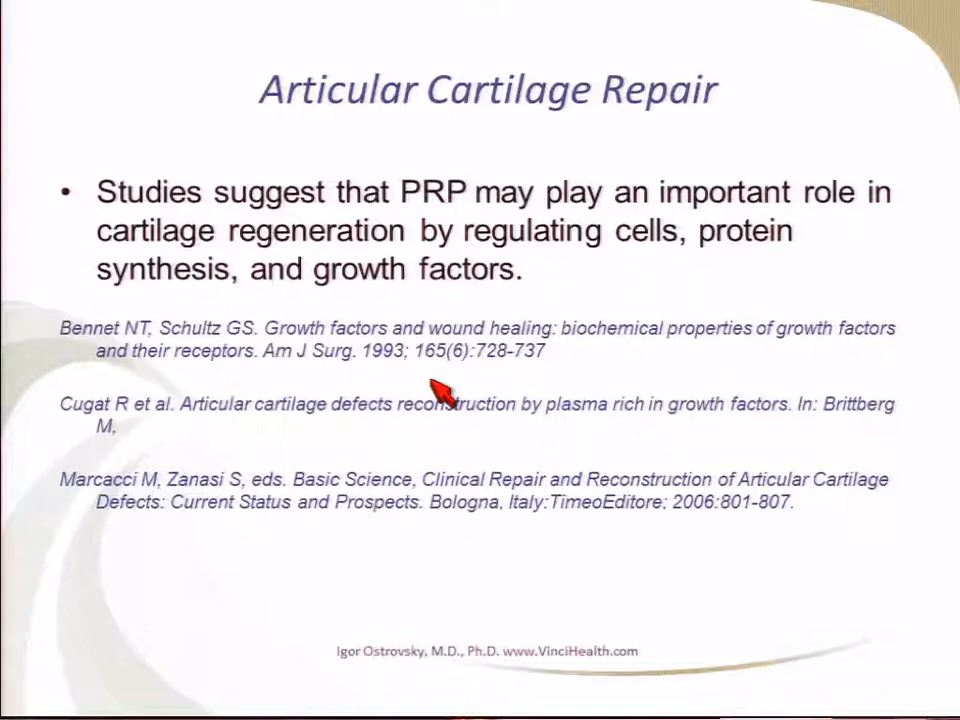 Articular Cartilage Repair
• Studies suggest that PRP may play an important role in
cartilage regeneration by regulating cells, protein
synthesis, and growth factors.
Bennet NT, Schultz GS. Growth factors and wound healing: biochemical properties of growth factors
and their receptors. Am J Surg. 1993; 165(6):728-737
Cugat R et al. Articular cartilage defects reconstruction by plasma rich in growth factors. In: Brittberg
M,
Marcacci M, Zanasi S, eds. Basic Science, Clinical Repair and Reconstruction of Articular Cartilage
Defects: Current Status and Prospects. Bologna, Italy:TimeoEditore; 2006:801-807.
Igor Ostrovsky, M.D., Ph.D. www.VinciHealth.com